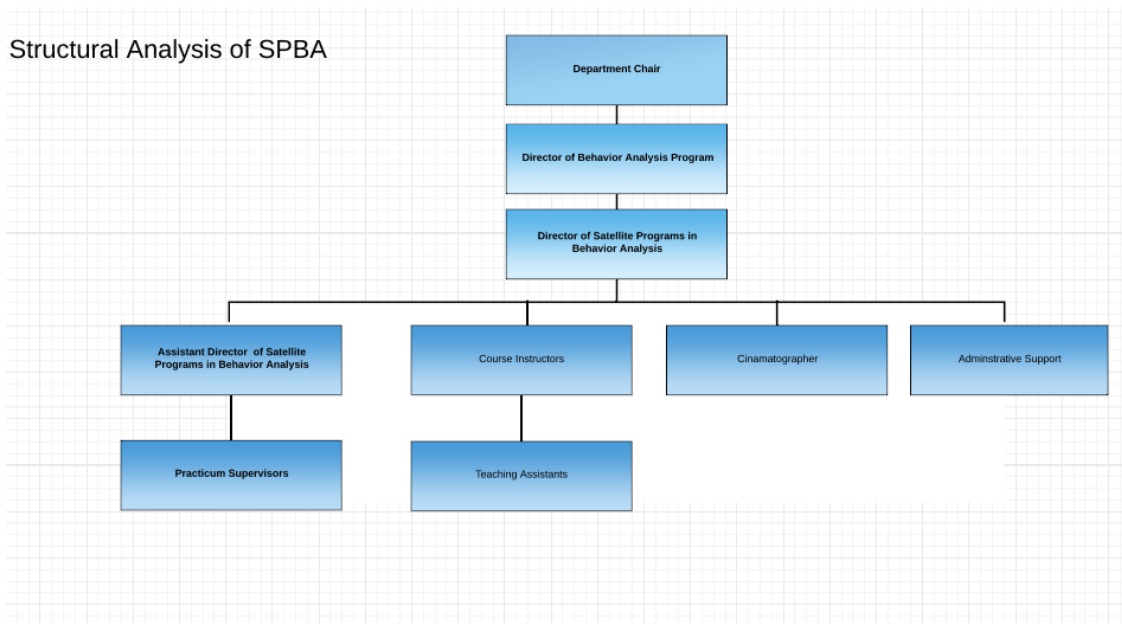 Structural Analysis of SPBA
Department Chair
Director of Behavior Analysis Program
Director of Satellite Programs in
Behavior Analysis
Assistant Director  of Satellite
Programs in Behavior Analysis
Course Instructors
Cinamatographer
Adminstrative Support
Practicum Supervisors
Teaching Assistants